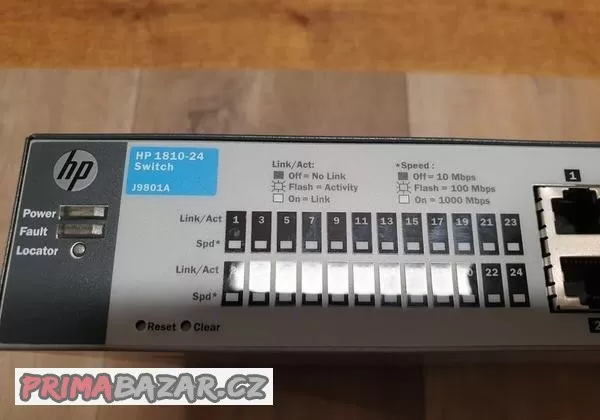 hp
HP 1810-24
Switch
J9801A
Link/Act:
Off = No Link
Flash = Activity
On = Link
*Speed:
Off = 10 Mbps
Flash = 100 Mbps
On = 1000 Mbps
1
Power
Fault
Locator
Link/Act 1 3 5 7 9 11 13 15 17 19 21 23
Spd*
Link/Act 22 24
Spd*
Reset Clear
2
PRIMABAZAR.CZ